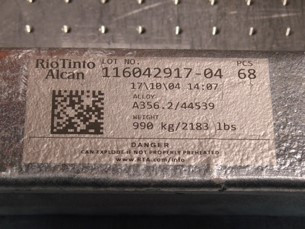 RioTinto LOT NO. PCS
Alcan 116042917-04 68
17\10\04 14:07
ALLOY
A356.2/44539
WEIGHT
990 kg/2183 lbs
DANGER
CAN EXPLODE IF NOT PROPERLY PREHEATED
www.RTA.com/info